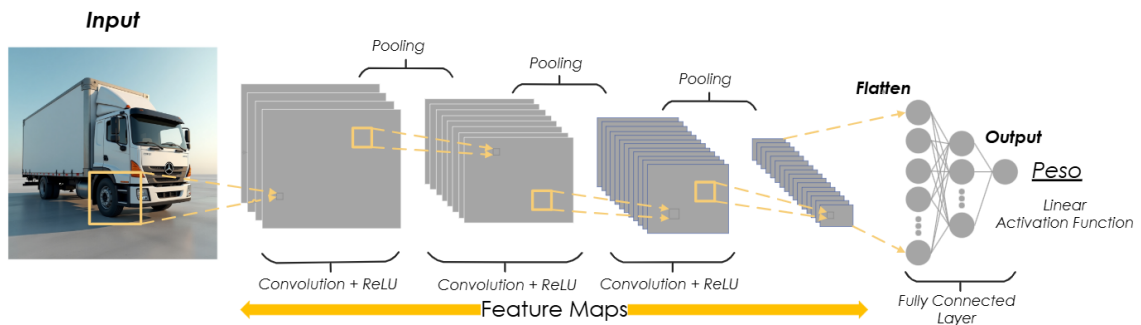 Input
Pooling
Pooling
Pooling
Flatten
Output
Peso
Linear
Activation Function
Convolution + ReLU
Convolution + ReLU
Convolution + ReLU
Feature Maps
Fully Connected
Layer